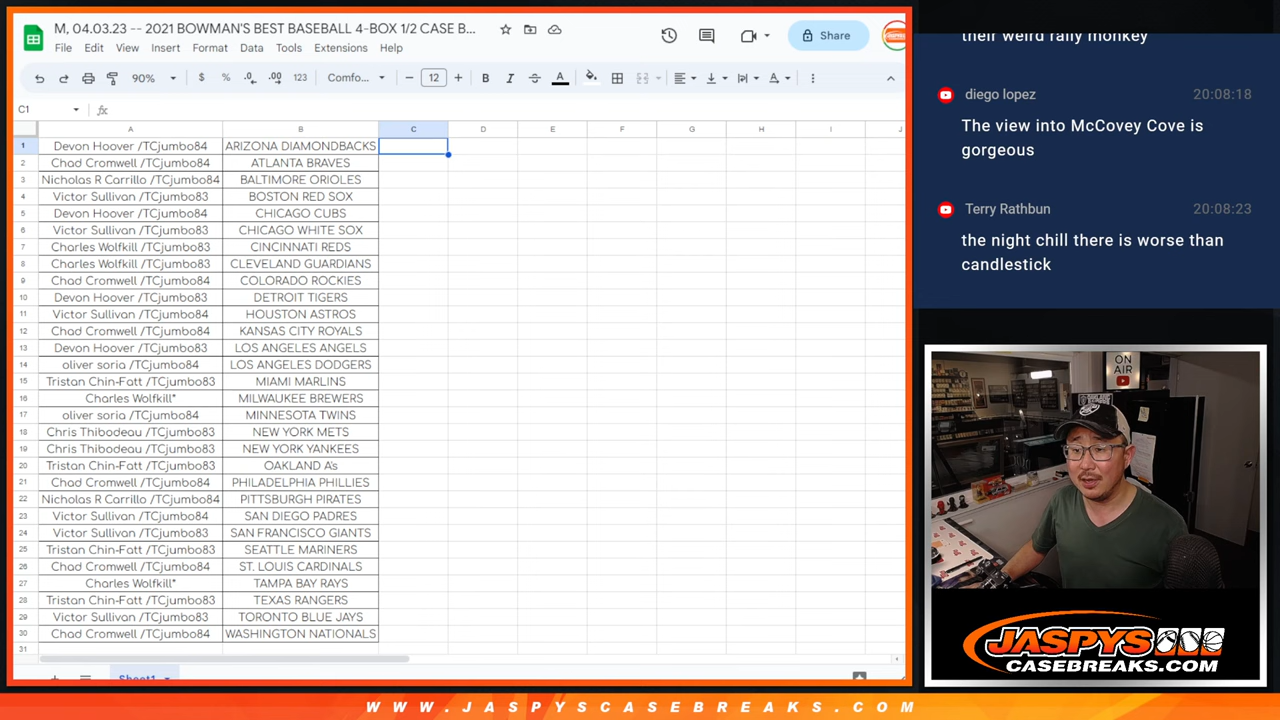 M, 04.03.23 -- 2021 BOWMAN'S BEST BASEBALL 4-BOX 1/2 CASE B...
File Edit View Insert Format Data Tools Extensions Help
Share
90% $ % .0 .00 123 Comfo... 12 B I A
C1 fx
A B C D E F G H I J
1 Devon Hoover /TCjumbo84 ARIZONA DIAMONDBACKS
2 Chad Cromwell /TCjumbo84 ATLANTA BRAVES
3 Nicholas R Carrillo /TCjumbo84 BALTIMORE ORIOLES
4 Victor Sullivan /TCjumbo83 BOSTON RED SOX
5 Devon Hoover /TCjumbo84 CHICAGO CUBS
6 Victor Sullivan /TCjumbo83 CHICAGO WHITE SOX
7 Charles Wolfkill /TCjumbo83 CINCINNATI REDS
8 Charles Wolfkill /TCjumbo83 CLEVELAND GUARDIANS
9 Chad Cromwell /TCjumbo84 COLORADO ROCKIES
10 Devon Hoover /TCjumbo83 DETROIT TIGERS
11 Victor Sullivan /TCjumbo83 HOUSTON ASTROS
12 Chad Cromwell /TCjumbo84 KANSAS CITY ROYALS
13 Devon Hoover /TCjumbo83 LOS ANGELES ANGELS
14 oliver soria /TCjumbo84 LOS ANGELES DODGERS
15 Tristan Chin-Fatt /TCjumbo83 MIAMI MARLINS
16 Charles Wolfkill* MILWAUKEE BREWERS
17 oliver soria /TCjumbo84 MINNESOTA TWINS
18 Chris Thibodeau /TCjumbo83 NEW YORK METS
19 Chris Thibodeau /TCjumbo83 NEW YORK YANKEES
20 Tristan Chin-Fatt /TCjumbo83 OAKLAND A's
21 Chad Cromwell /TCjumbo84 PHILADELPHIA PHILLIES
22 Nicholas R Carrillo /TCjumbo84 PITTSBURGH PIRATES
23 Victor Sullivan /TCjumbo84 SAN DIEGO PADRES
24 Victor Sullivan /TCjumbo83 SAN FRANCISCO GIANTS
25 Tristan Chin-Fatt /TCjumbo83 SEATTLE MARINERS
26 Chad Cromwell /TCjumbo84 ST. LOUIS CARDINALS
27 Charles Wolfkill* TAMPA BAY RAYS
28 Tristan Chin-Fatt /TCjumbo83 TEXAS RANGERS
29 Victor Sullivan /TCjumbo83 TORONTO BLUE JAYS
30 Chad Cromwell /TCjumbo84 WASHINGTON NATIONALS
31
Sheet1
their weird rally monkey
diego lopez 20:08:18
The view into McCovey Cove is
gorgeous
Terry Rathbun 20:08:23
the night chill there is worse than
candlestick
ON
AIR
JASPYS
CASEBREAKS.COM
WWW.JASPYSCASEBREAKS.COM